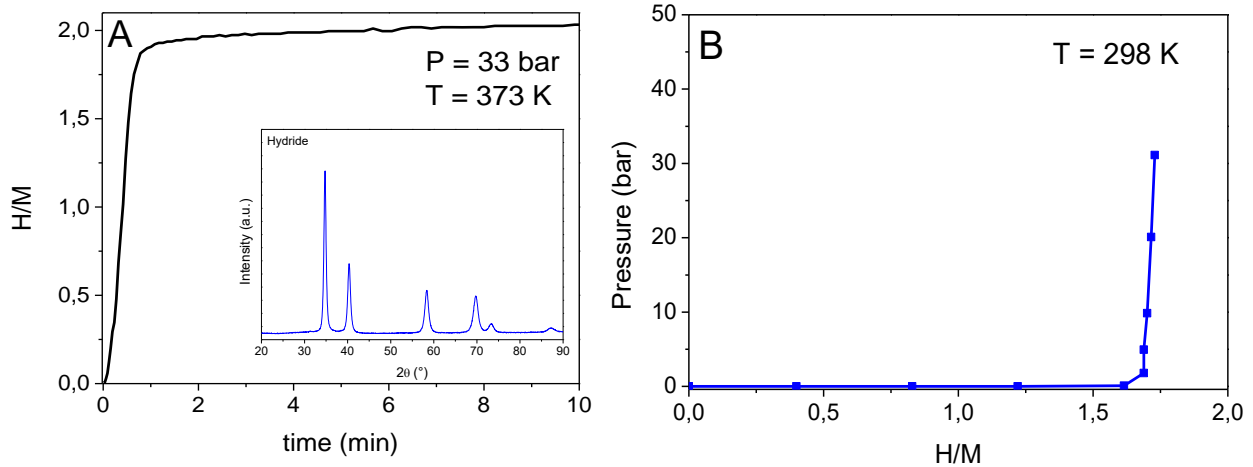 A
P = 33 bar
T = 373 K
H/M
2,0
1,5
1,0
0,5
0,0
0 2 4 6 8 10
time (min)
Hydride
Intensity (a.u.)
20 30 40 50 60 70 80 90
2θ (°)
B
T = 298 K
Pressure (bar)
50
40
30
20
10
0
0,0 0,5 1,0 1,5 2,0
H/M